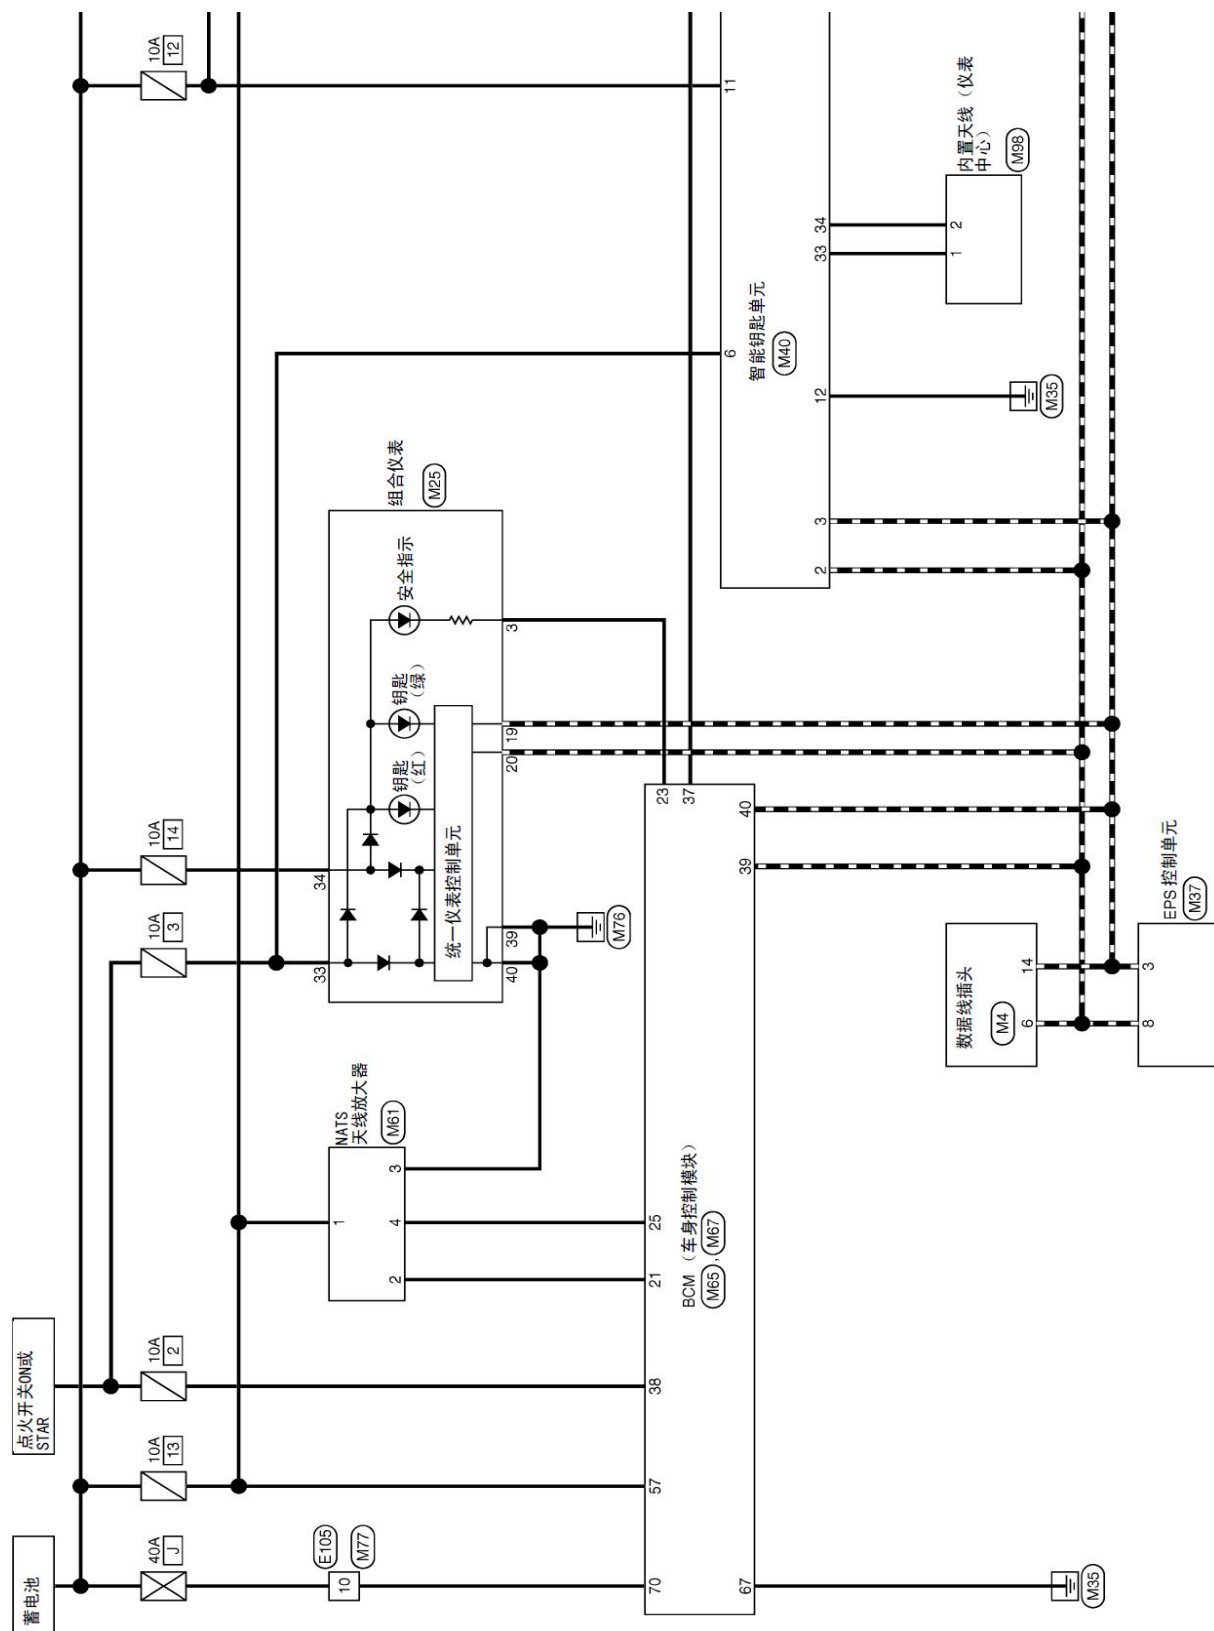 蓄电池
点火开关ON或
STAR
40A
J
10A
13
10A
2
10A
3
10A
14
10A
12
E105
10
M77
NATS
天线放大器
M61
1
2
4
3
33
34
组合仪表
M25
钥匙
（红）
钥匙
（绿）
安全指示
统一仪表控制单元
40
39
20
19
3
M76
70
57
38
21
25
23
37
BCM （车身控制模块）
M65
,
M67
67
39
40
6
11
智能钥匙单元
M40
2
3
12
33
34
内置天线（仪表
中心）
M98
1
2
M35
数据线插头
M4
6
14
M35
8
3
EPS 控制单元
M37